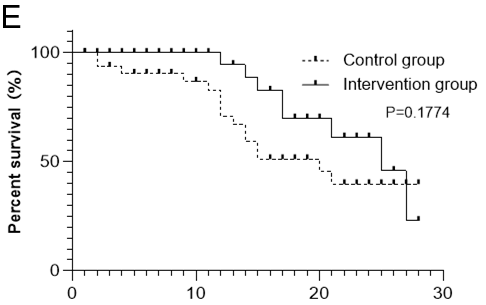 E
Percent survival (%)
100
50
0
0
10
20
30
Control group
Intervention group
P=0.1774